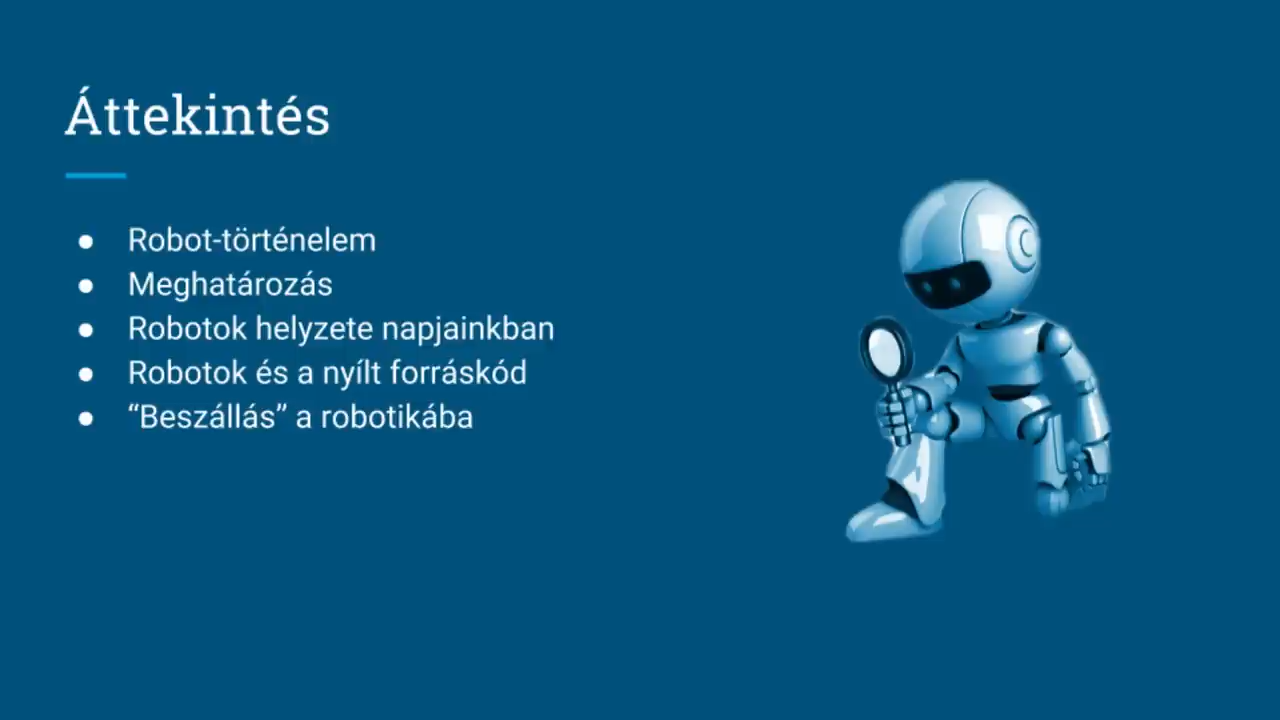 Áttekintés
● Robot-történelem
● Meghatározás
● Robotok helyzete napjainkban
● Robotok és a nyílt forráskód
● “Beszállás” a robotikába